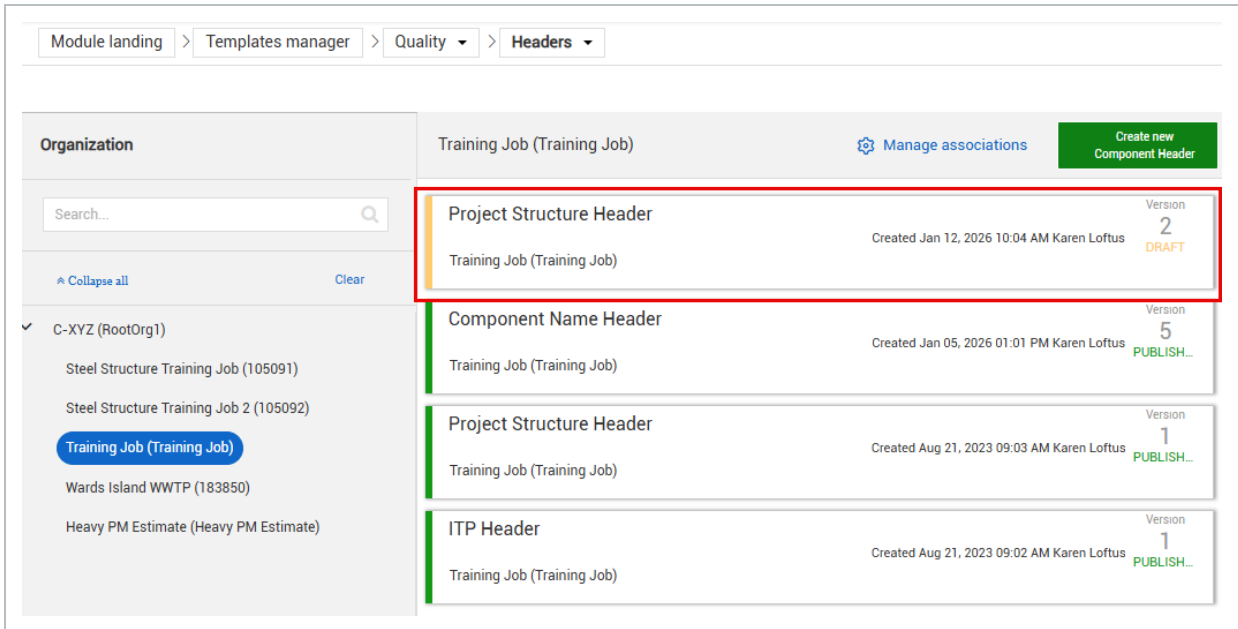 Module landing > Templates manager > Quality > Headers
Organization
Search...
Collapse all Clear
C-XYZ (RootOrg1)
Steel Structure Training Job (105091)
Steel Structure Training Job 2 (105092)
Training Job (Training Job)
Wards Island WWTP (183850)
Heavy PM Estimate (Heavy PM Estimate)
Training Job (Training Job) Manage associations
Create new
Component Header
Project Structure Header
Training Job (Training Job)
Created Jan 12, 2026 10:04 AM Karen Loftus
Version
2
DRAFT
Component Name Header
Training Job (Training Job)
Created Jan 05, 2026 01:01 PM Karen Loftus
Version
5
PUBLISH...
Project Structure Header
Training Job (Training Job)
Created Aug 21, 2023 09:03 AM Karen Loftus
Version
1
PUBLISH...
ITP Header
Training Job (Training Job)
Created Aug 21, 2023 09:02 AM Karen Loftus
Version
1
PUBLISH...